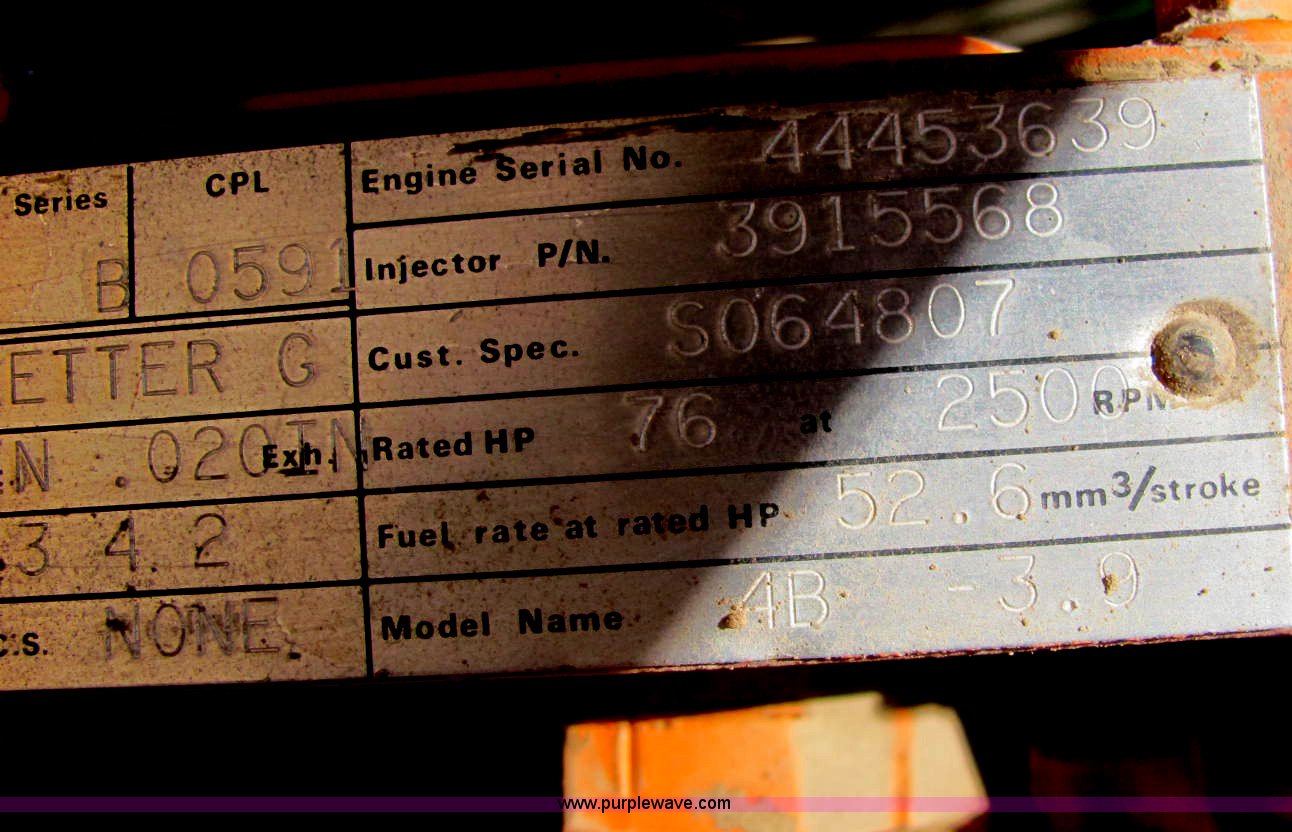 Series CPL Engine Serial No. 44453639
B 0591 Injector P/N. 3915568
ETTER G Cust. Spec. S064807
N .020IN Exh. Rated HP 76 at 2500 RPM
.3 4 2 Fuel rate at rated HP 52.6 mm³/stroke
C.S. NONE Model Name 4B -3.9
www.purplewave.com